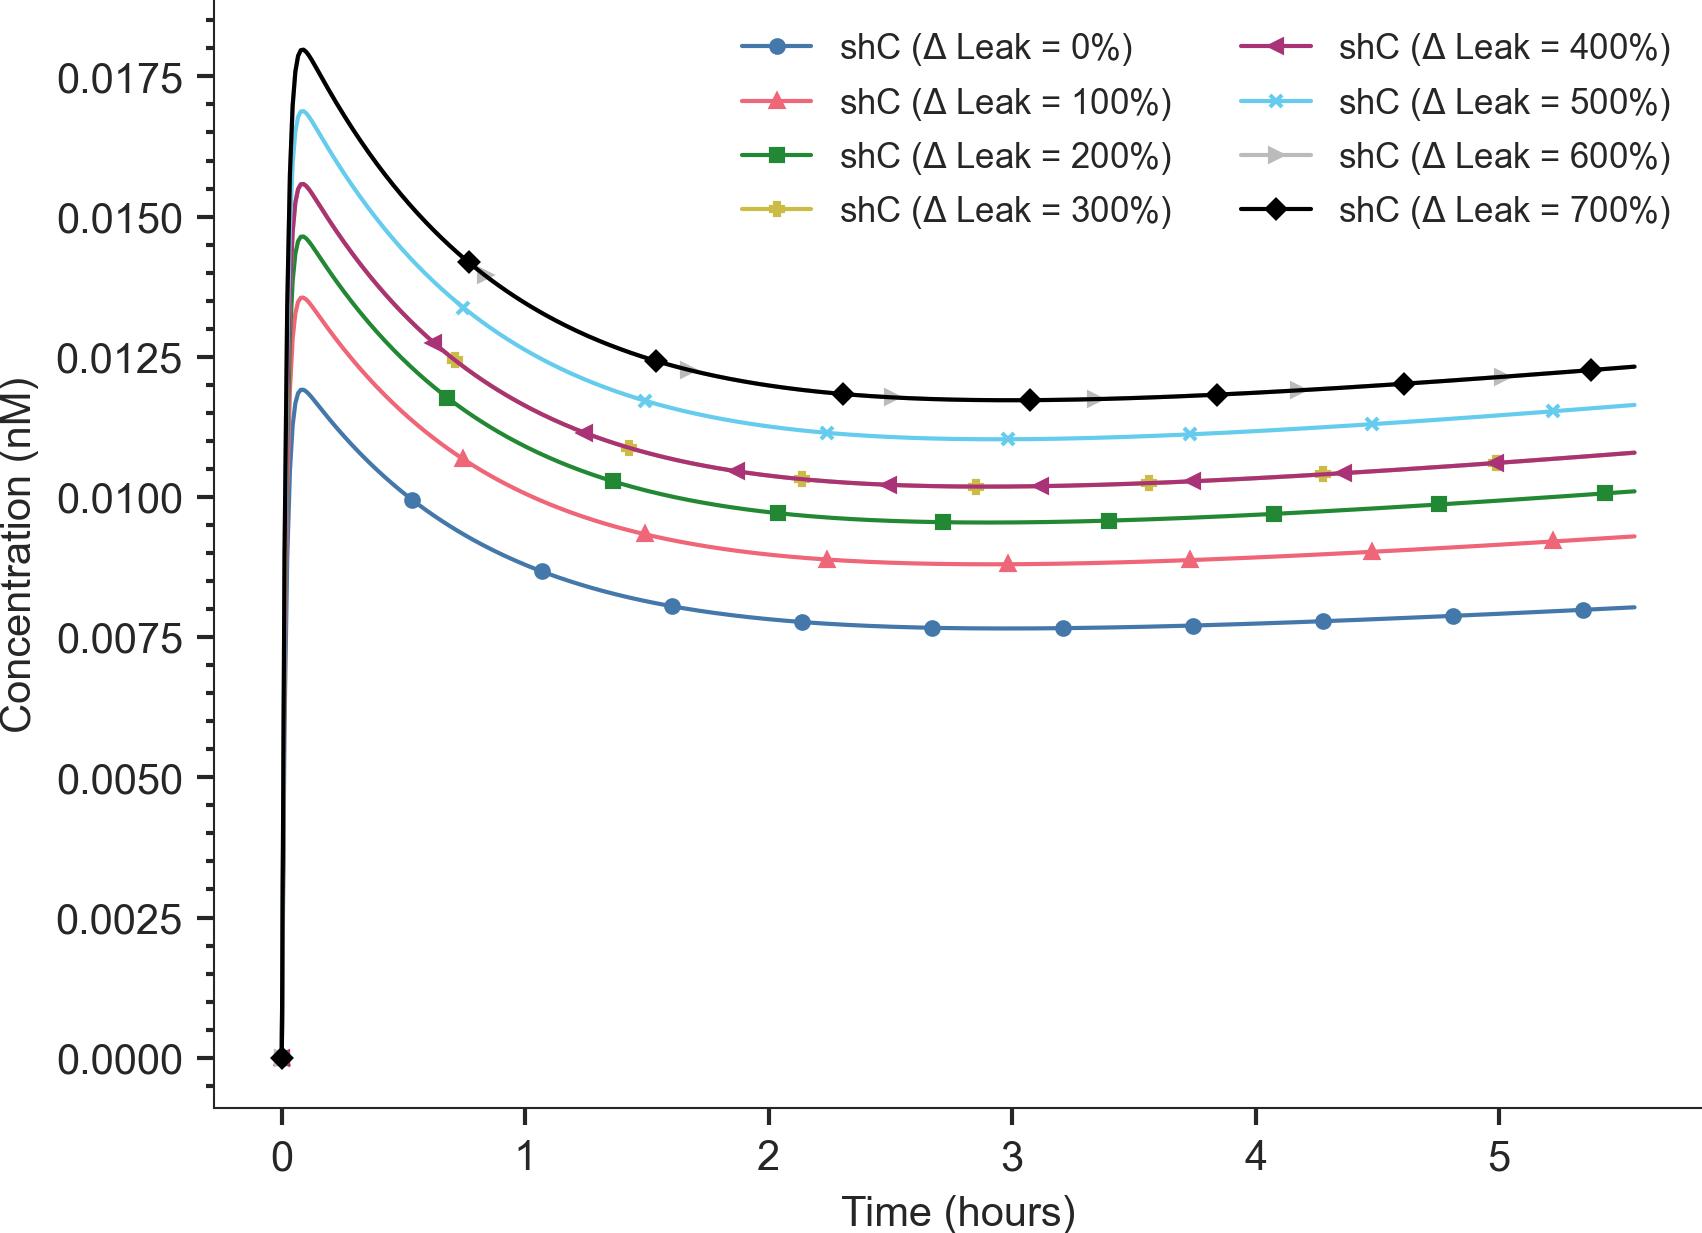 shC (Δ Leak = 0%)
shC (Δ Leak = 100%)
shC (Δ Leak = 200%)
shC (Δ Leak = 300%)
shC (Δ Leak = 400%)
shC (Δ Leak = 500%)
shC (Δ Leak = 600%)
shC (Δ Leak = 700%)
Concentration (nM)
0.0175
0.0150
0.0125
0.0100
0.0075
0.0050
0.0025
0.0000
0 1 2 3 4 5
Time (hours)